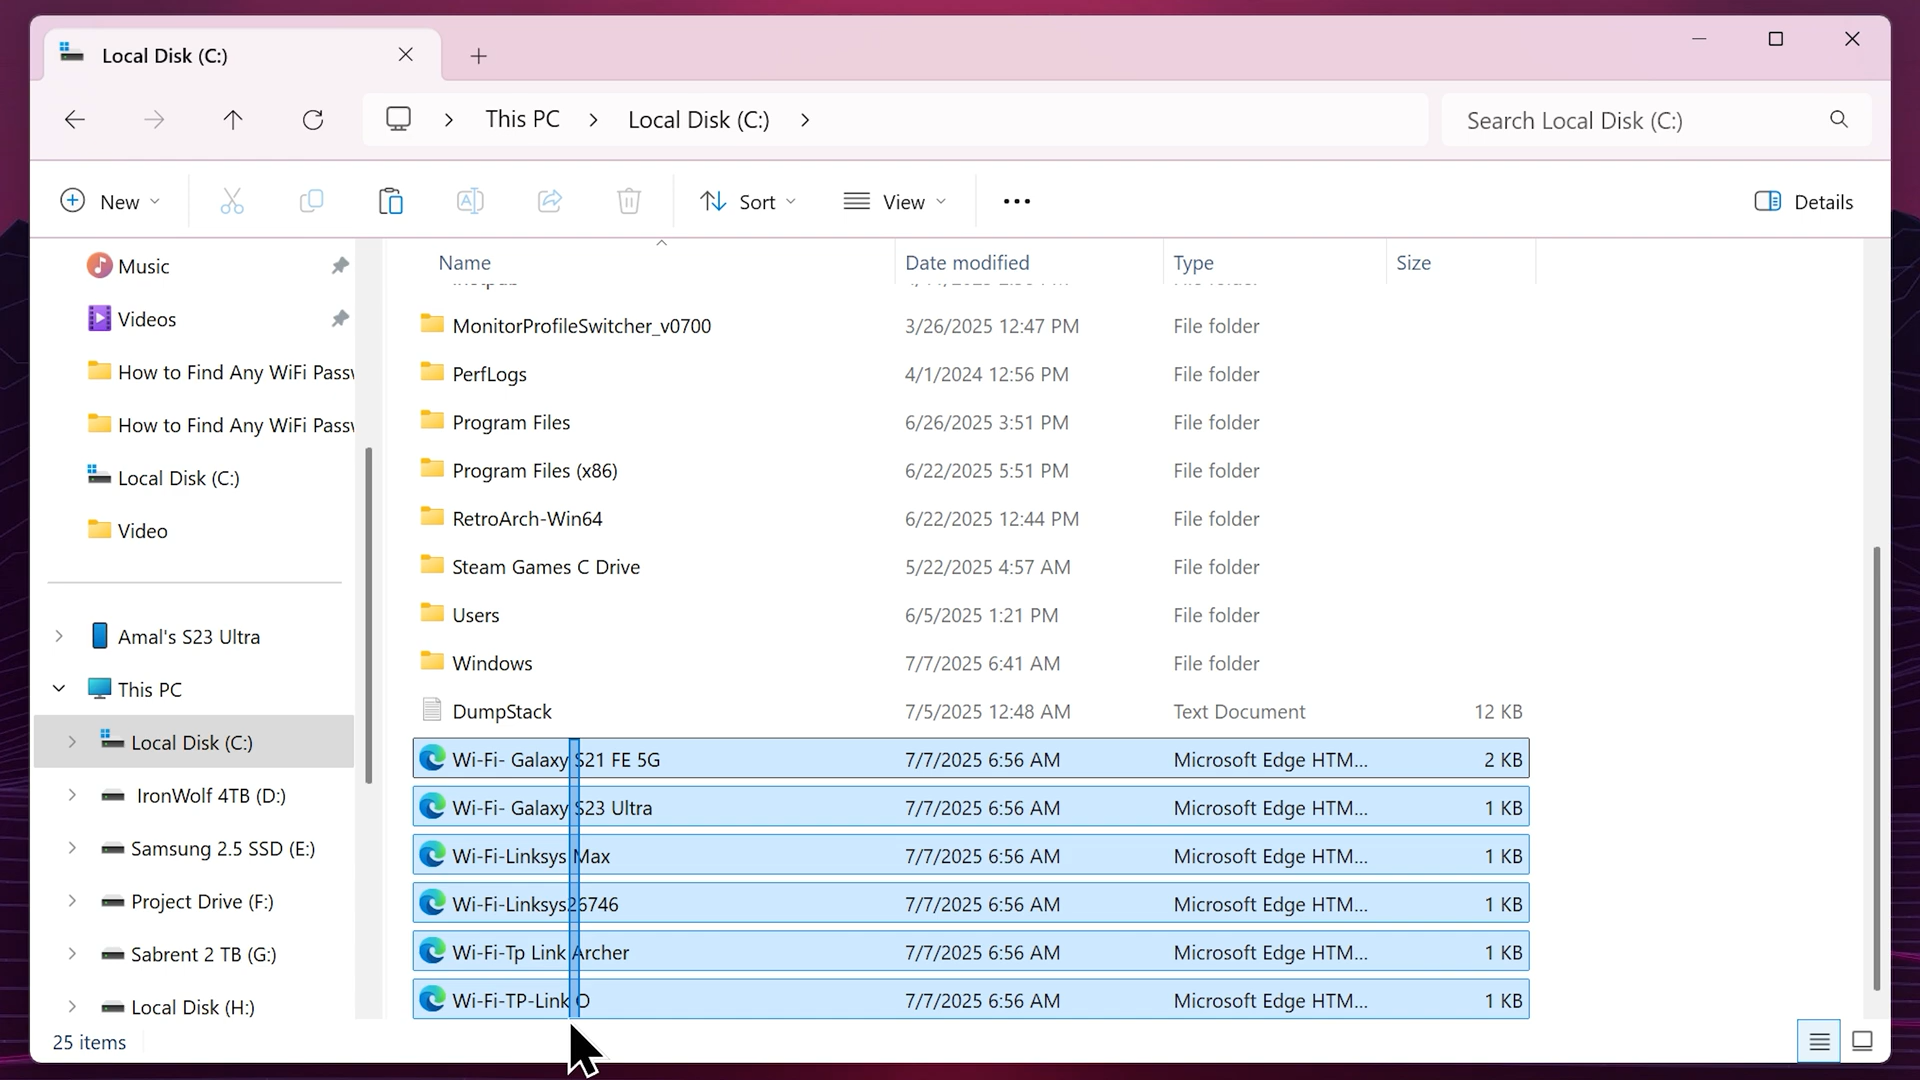 Local Disk (C:)
This PC
Local Disk (C:)
Search Local Disk (C:)
New
Sort
View
Details
Music
Videos
How to Find Any WiFi Passw
How to Find Any WiFi Passw
Local Disk (C:)
Video
Amal's S23 Ultra
This PC
Local Disk (C:)
IronWolf 4TB (D:)
Samsung 2.5 SSD (E:)
Project Drive (F:)
Sabrent 2 TB (G:)
Local Disk (H:)
Name Date modified Type Size
MonitorProfileSwitcher_v0700 3/26/2025 12:47 PM File folder
PerfLogs 4/1/2024 12:56 PM File folder
Program Files 6/26/2025 3:51 PM File folder
Program Files (x86) 6/22/2025 5:51 PM File folder
RetroArch-Win64 6/22/2025 12:44 PM File folder
Steam Games C Drive 5/22/2025 4:57 AM File folder
Users 6/5/2025 1:21 PM File folder
Windows 7/7/2025 6:41 AM File folder
DumpStack 7/5/2025 12:48 AM Text Document 12 KB
Wi-Fi- Galaxy S21 FE 5G 7/7/2025 6:56 AM Microsoft Edge HTM... 2 KB
Wi-Fi- Galaxy S23 Ultra 7/7/2025 6:56 AM Microsoft Edge HTM... 1 KB
Wi-Fi-Linksys Max 7/7/2025 6:56 AM Microsoft Edge HTM... 1 KB
Wi-Fi-Linksys26746 7/7/2025 6:56 AM Microsoft Edge HTM... 1 KB
Wi-Fi-Tp Link Archer 7/7/2025 6:56 AM Microsoft Edge HTM... 1 KB
Wi-Fi-TP-Link O 7/7/2025 6:56 AM Microsoft Edge HTM... 1 KB
25 items